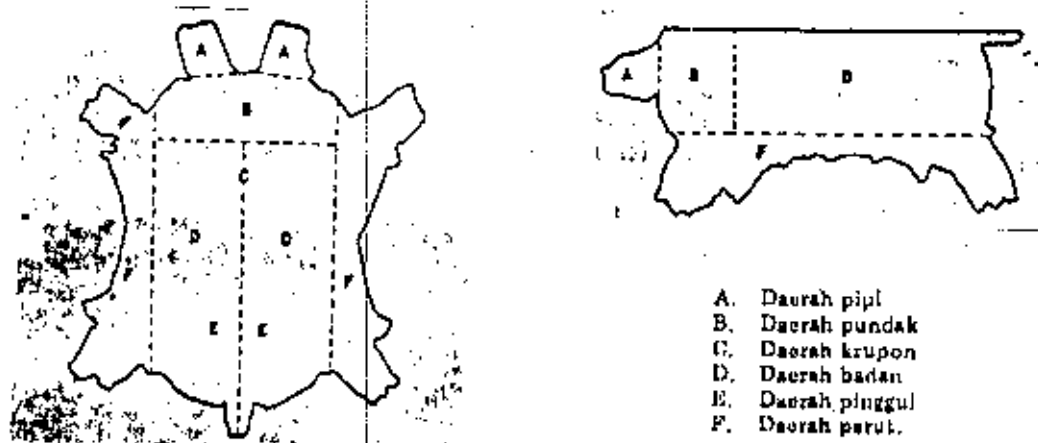 A A
B
F
C
D D
F F
E E
A B D
F
A. Daerah pipi
B. Daerah pundak
C. Daerah krupon
D. Daerah badan
E. Daerah pinggul
F. Daerah perut.